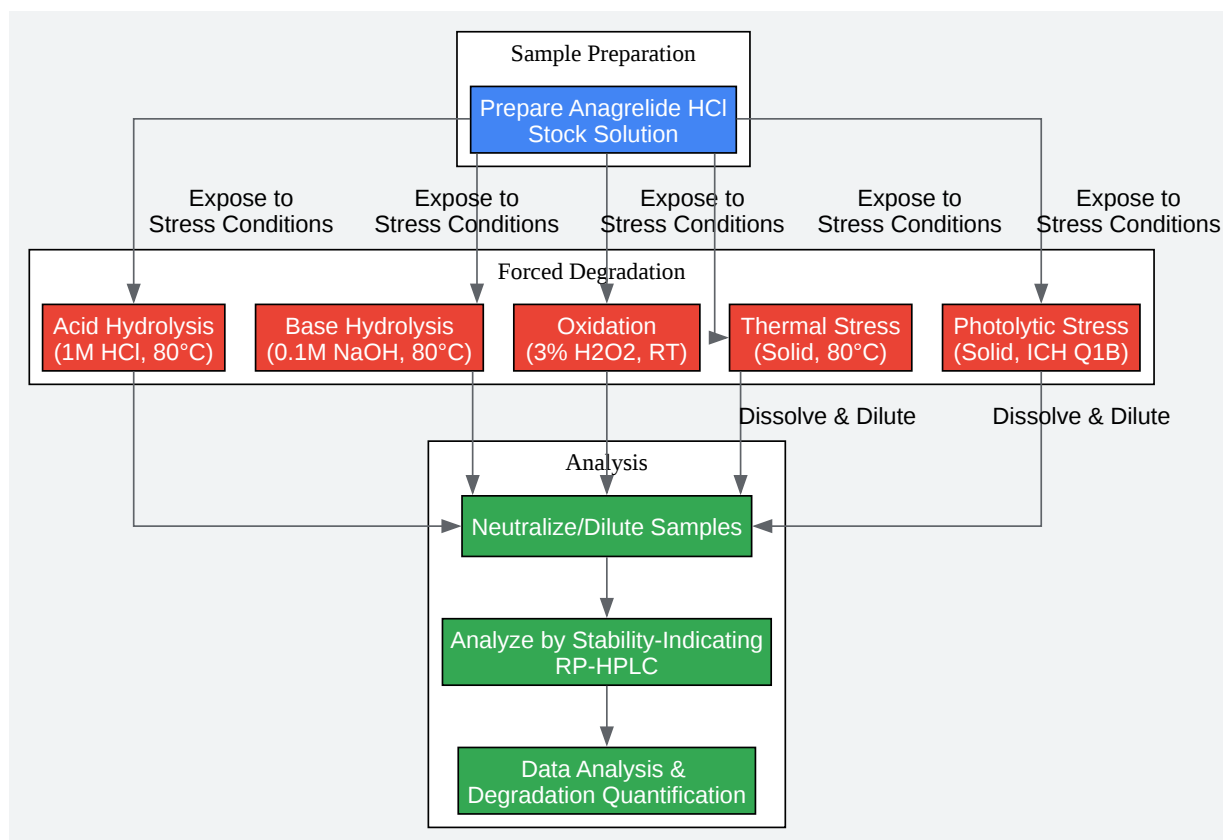 Sample Preparation
Prepare Anagrelide HCl
Stock Solution
Expose to
Stress Conditions
Expose to
Stress Conditions
Expose to
Stress Conditions
Expose to
Stress Conditions
Expose to
Stress Conditions
Forced Degradation
Acid Hydrolysis
(1M HCl, 80°C)
Base Hydrolysis
(0.1M NaOH, 80°C)
Oxidation
(3% H2O2, RT)
Thermal Stress
(Solid, 80°C)
Photolytic Stress
(Solid, ICH Q1B)
Dissolve & Dilute
Dissolve & Dilute
Analysis
Neutralize/Dilute Samples
Analyze by Stability-Indicating
RP-HPLC
Data Analysis &
Degradation Quantification